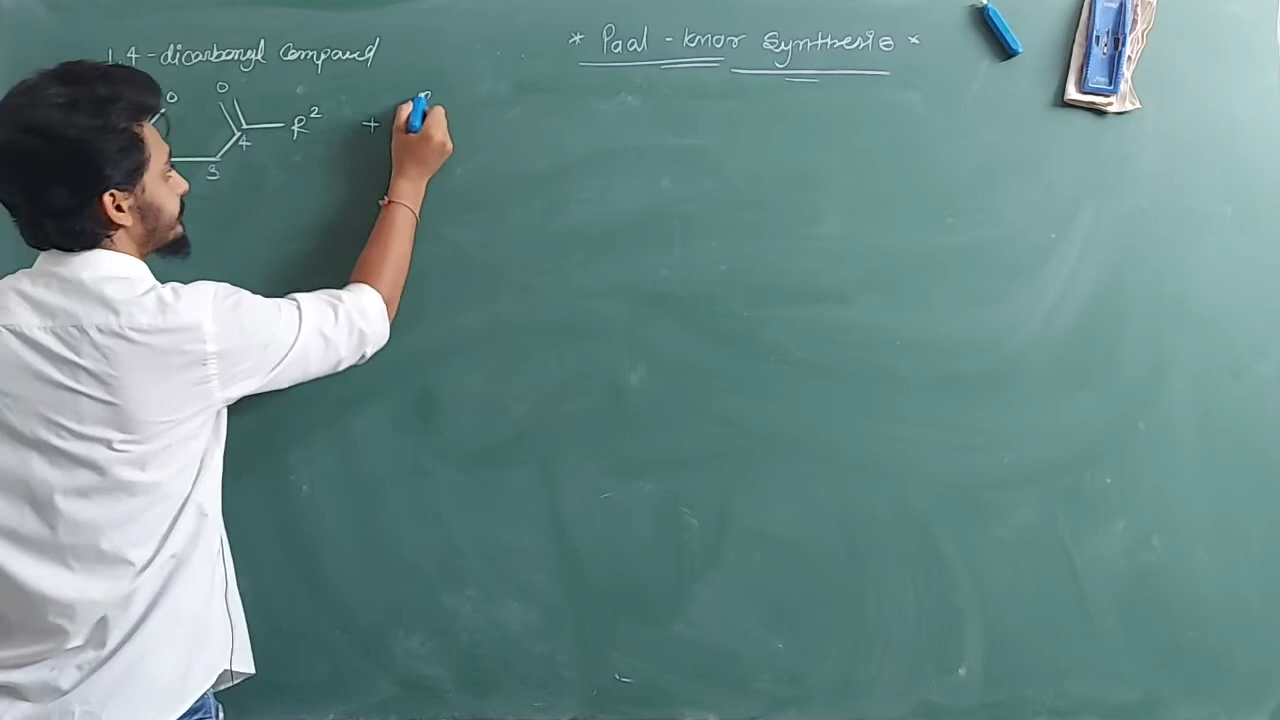 1,4-dicarbonyl Compound
* Paal - knor Synthesis *
O O
R² +
4
3